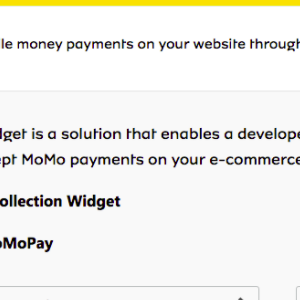 le money payments on your website through
dget is a solution that enables a develope
ept MoMo payments on your e-commerce
ollection Widget
oMoPay